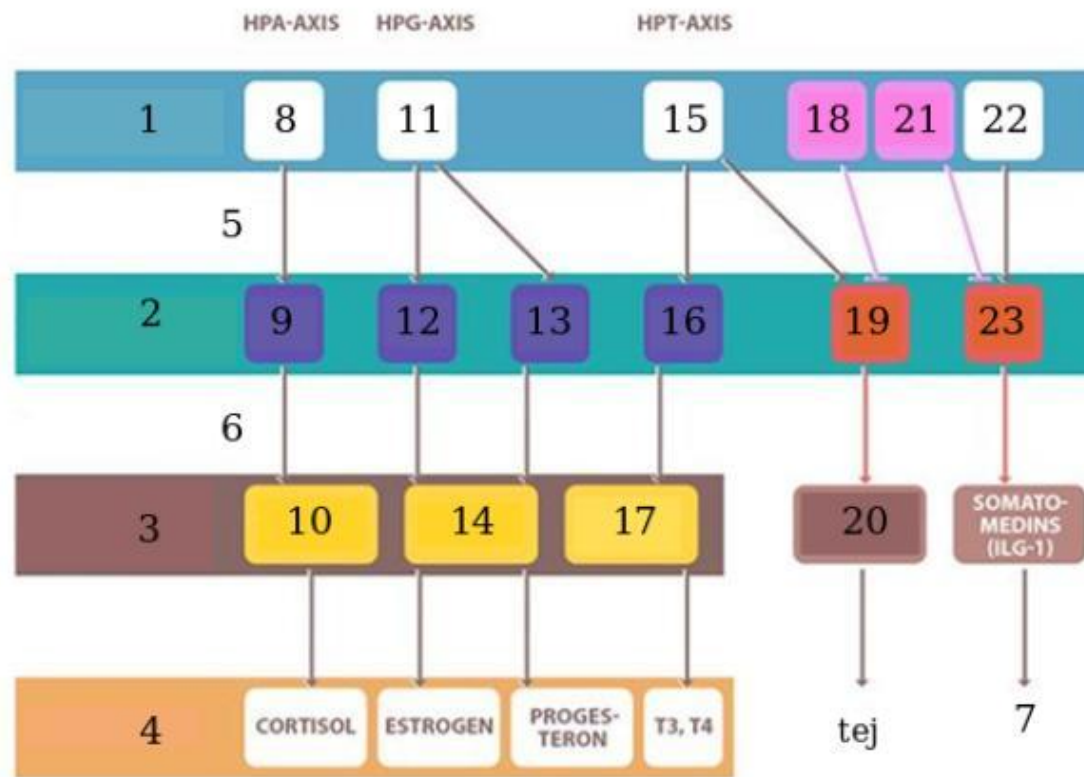 HPA-AXIS HPG-AXIS HPT-AXIS
1 8 11 15 18 21 22
5
2 9 12 13 16 19 23
6
3 10 14 17 20 SOMATO-
MEDINS
(ILG-1)
4 CORTISOL ESTROGEN PROGES-
TERON T3, T4 tej 7